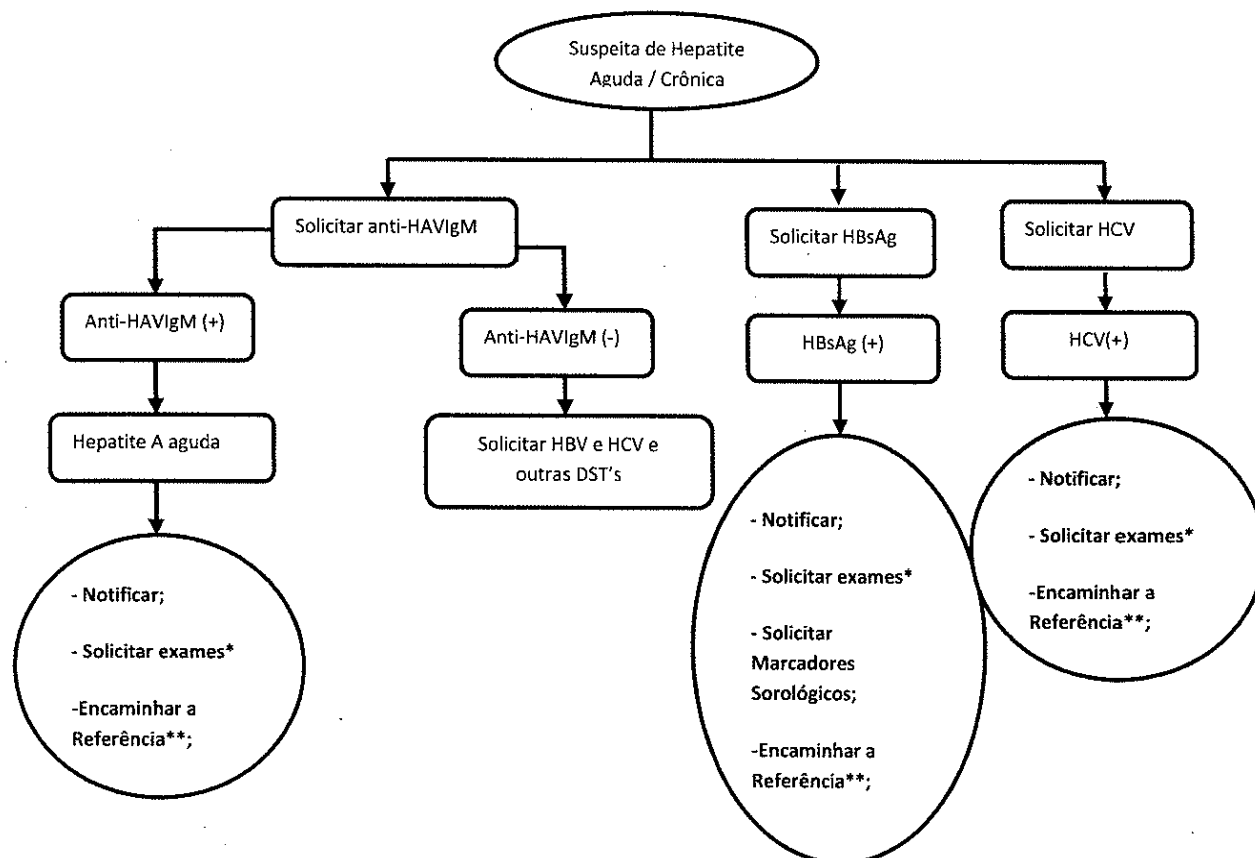 Suspeita de Hepatite
Aguda / Crônica
Solicitar anti-HAVIgM
Solicitar HBsAg
Solicitar HCV
Anti-HAVIgM (+)
Anti-HAVIgM (-)
HBsAg (+)
HCV(+)
Hepatite A aguda
Solicitar HBV e HCV e
outras DST's
- Notificar;
- Solicitar exames*
-Encaminhar a
Referência**;
- Notificar;
- Solicitar exames*
- Solicitar
Marcadores
Sorológicos;
-Encaminhar a
Referência**;
- Notificar;
- Solicitar exames*
-Encaminhar a
Referência**;